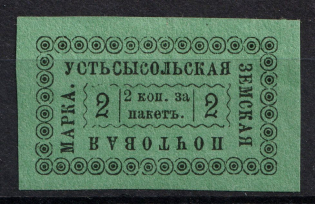 УСТЬСЫСОЛЬСКАЯ
ЗЕМСКАЯ
ПОЧТОВАЯ
МАРКА.
2
2 коп. за
пакетъ.
2